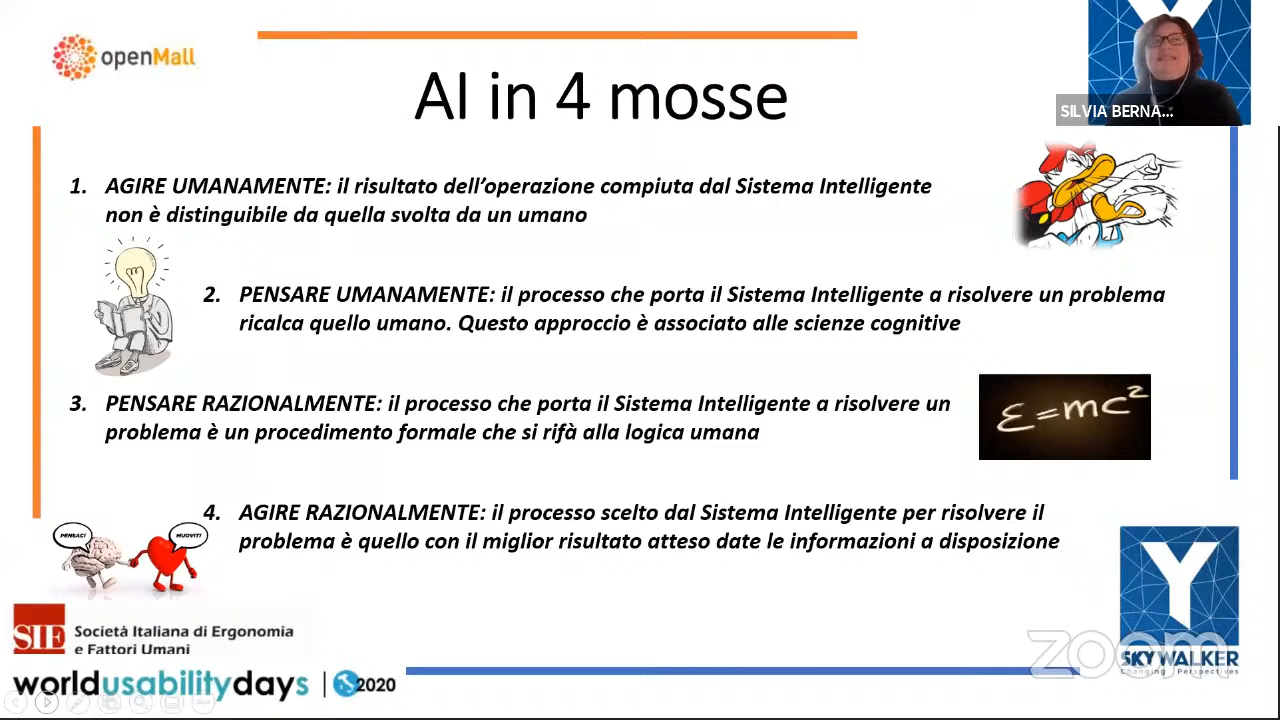 openMall
AI in 4 mosse
SILVIA BERNA...
1. AGIRE UMANAMENTE: il risultato dell’operazione compiuta dal Sistema Intelligente
non è distinguibile da quella svolta da un umano
2. PENSARE UMANAMENTE: il processo che porta il Sistema Intelligente a risolvere un problema
ricalca quello umano. Questo approccio è associato alle scienze cognitive
3. PENSARE RAZIONALMENTE: il processo che porta il Sistema Intelligente a risolvere un
problema è un procedimento formale che si rifà alla logica umana
E=mc²
4. AGIRE RAZIONALMENTE: il processo scelto dal Sistema Intelligente per risolvere il
problema è quello con il miglior risultato atteso date le informazioni a disposizione
PENSACI
MUOVITI!
SIE Società Italiana di Ergonomia
e Fattori Umani
worldusabilitydays | 2020
Y
zoom
SKYWALKER
Changing Perspectives